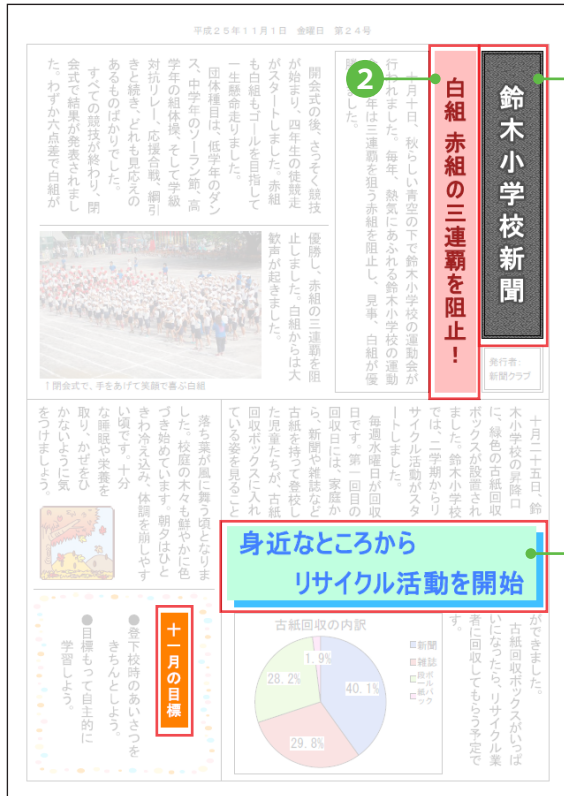 平成25年11月1日 金曜日 第24号
鈴木小学校新聞
発行者:
新聞クラブ
2
白組 赤組の三連覇を阻止!
十月十日、秋らしい青空の下で鈴木小学校の運動会が
行われました。毎年、熱気にあふれる鈴木小学校の運動
年は三連覇を狙う赤組を阻止し、見事、白組が優
した。
開会式の後、さっそく競技
が始まり、四年生の徒競走
がスタートしました。赤組
も白組もゴールを目指して
一生懸命走りました。
団体種目は、低学年のダン
ス、中学年のソーラン節、高
学年の組体操、そして学級
対抗リレー、応援合戦、綱引
きと続き、どれも見応えの
あるものばかりでした。
すべての競技が終わり、閉
会式で結果が発表されまし
た。わずか六点差で白組が
優勝し、赤組の三連覇を阻
止しました。白組からは大
歓声が起きました。
↑閉会式で、手をあげて笑顔で喜ぶ白組
身近なところから
リサイクル活動を開始
十月二十五日、鈴
木小学校の昇降口
に、緑色の古紙回収
ボックスが設置され
ました。鈴木小学校
では、二学期からリ
サイクル活動がスタ
ートしました。
毎週水曜日が回収
日です。第一回目の
回収日には、家庭か
ら、新聞や雑誌など
古紙を持って登校し
た児童たちが、古紙
回収ボックスに入れ
ている姿を見ること
ができました。
古紙回収ボックスがいっぱ
いになったら、リサイクル業
者に回収してもらう予定で
す。
古紙回収の内訳
新聞
雑誌
段ボール
紙パック
40.1%
29.8%
28.2%
1.9%
落ち葉が風に舞う頃となりま
した。校庭の木々も鮮やかに色
づき始めています。朝夕はひと
きわ冷え込み、体調を崩しやす
い頃です。十分
な睡眠や栄養を
取り、かぜをひ
かないように気
をつけましょう。
十一月の目標
●登下校時のあいさつを
きちんとしよう。
●目標もって自主的に
学習しよう。